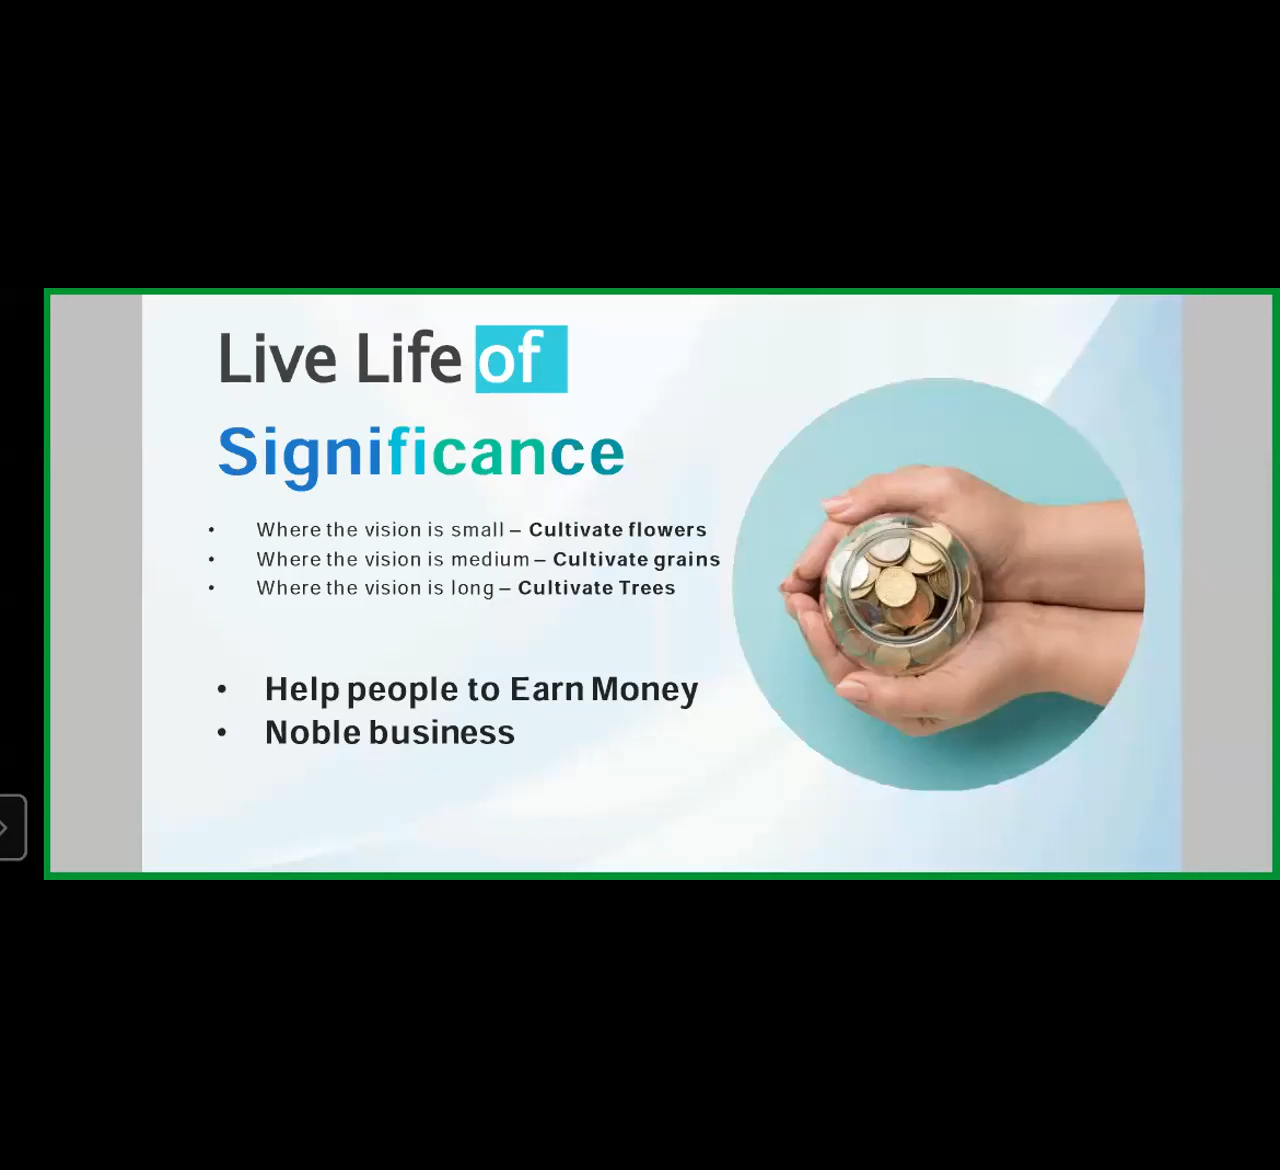 Live Life of
Significance
• Where the vision is small – Cultivate flowers
• Where the vision is medium – Cultivate grains
• Where the vision is long – Cultivate Trees
• Help people to Earn Money
• Noble business